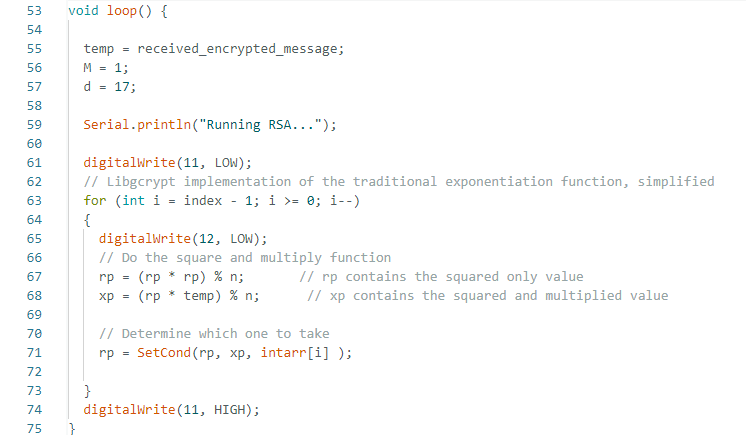 53 void loop() {
54
55 temp = received_encrypted_message;
56 M = 1;
57 d = 17;
58
59 Serial.println("Running RSA...");
60
61 digitalWrite(11, LOW);
62 // Libgcrypt implementation of the traditional exponentiation function, simplified
63 for (int i = index - 1; i >= 0; i--)
64 {
65 digitalWrite(12, LOW);
66 // Do the square and multiply function
67 rp = (rp * rp) % n; // rp contains the squared only value
68 xp = (rp * temp) % n; // xp contains the squared and multiplied value
69
70 // Determine which one to take
71 rp = SetCond(rp, xp, intarr[i] );
72
73 }
74 digitalWrite(11, HIGH);
75 }